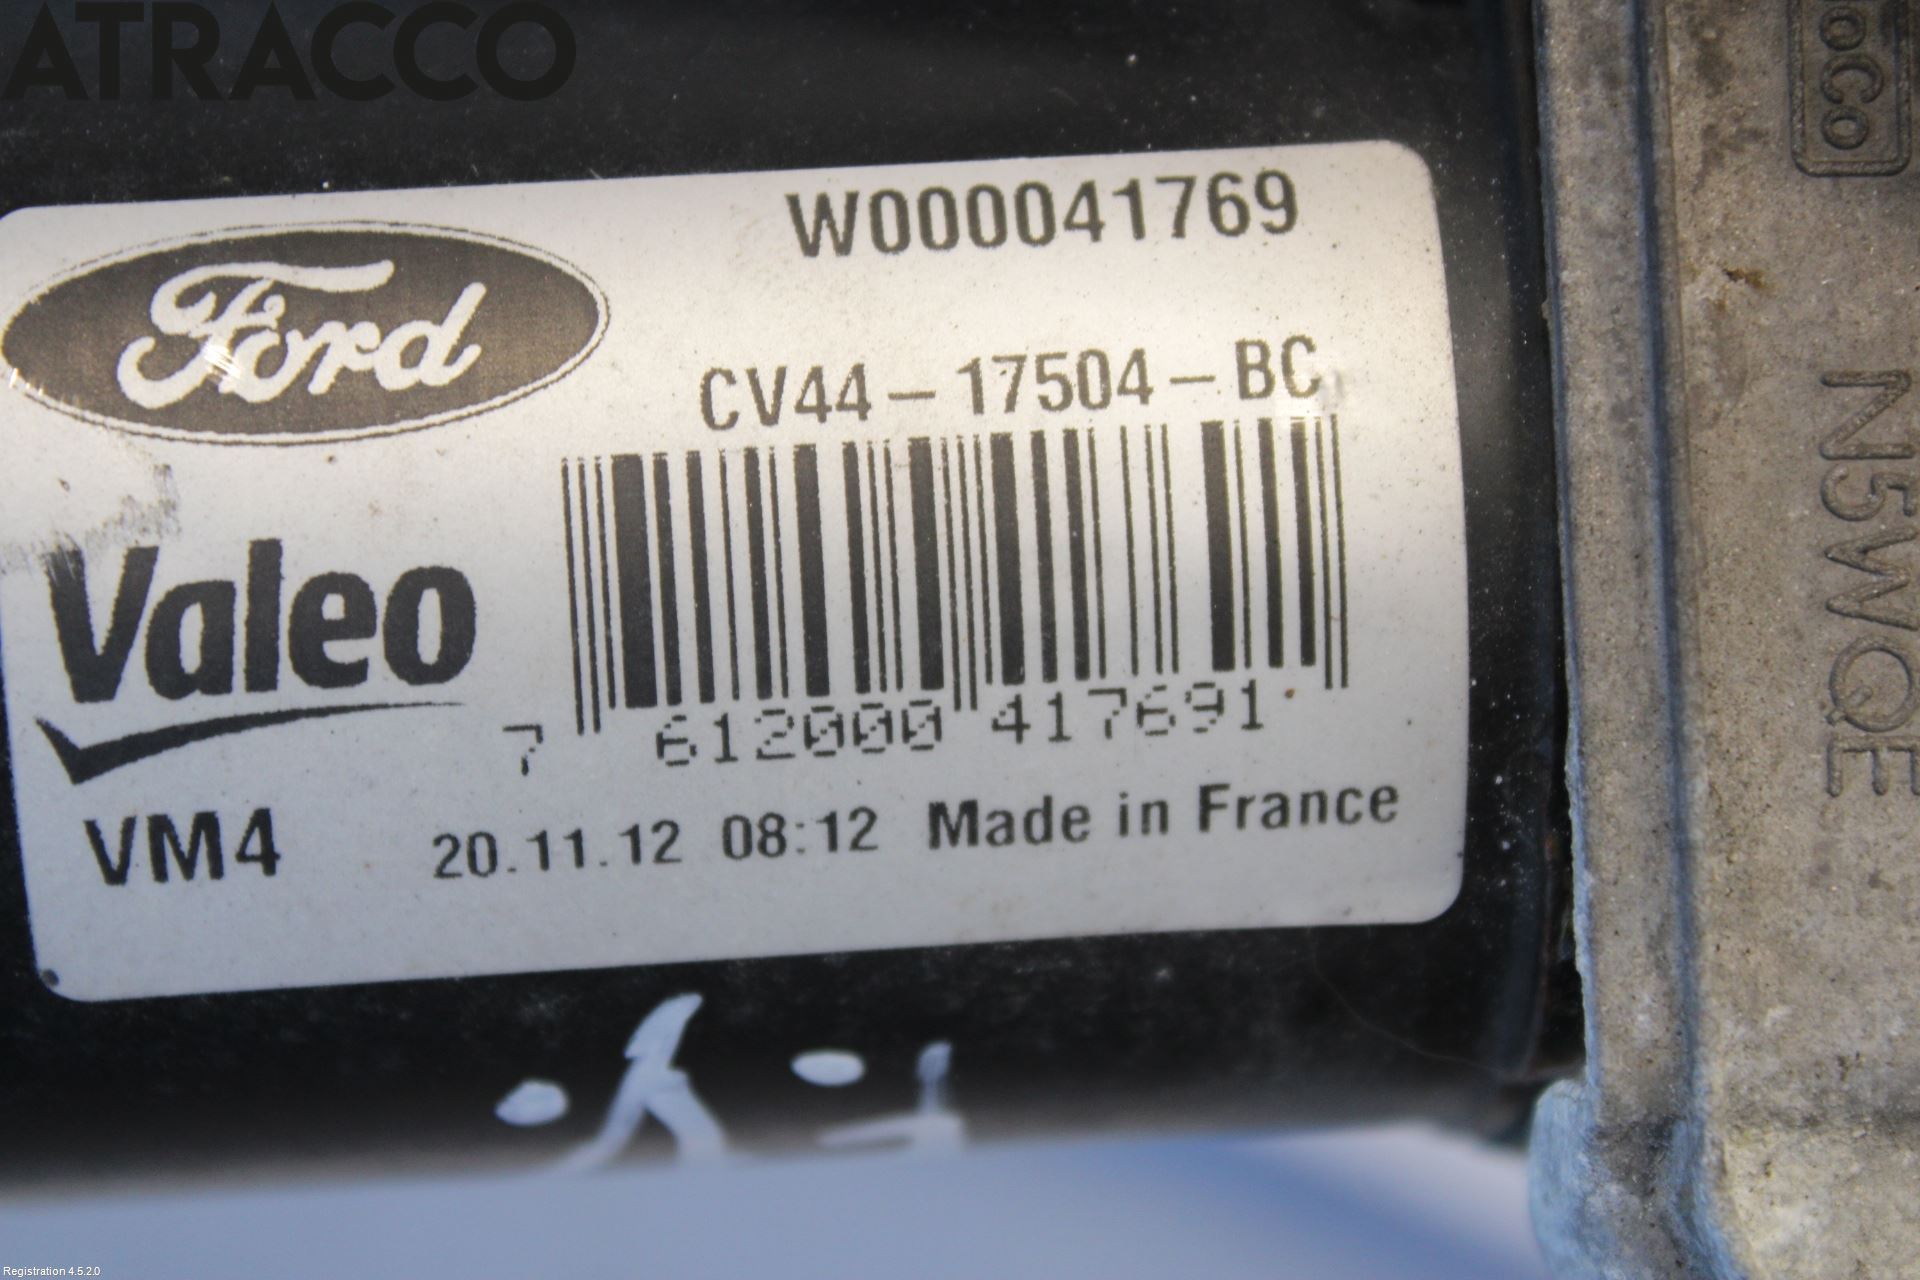 ATRACCO
W000041769
Ford
CV44-17504-BC
Valeo
7 612000 417691
VM4 20.11.12 08:12 Made in France
N5WQE
Registration 4.5.2.0